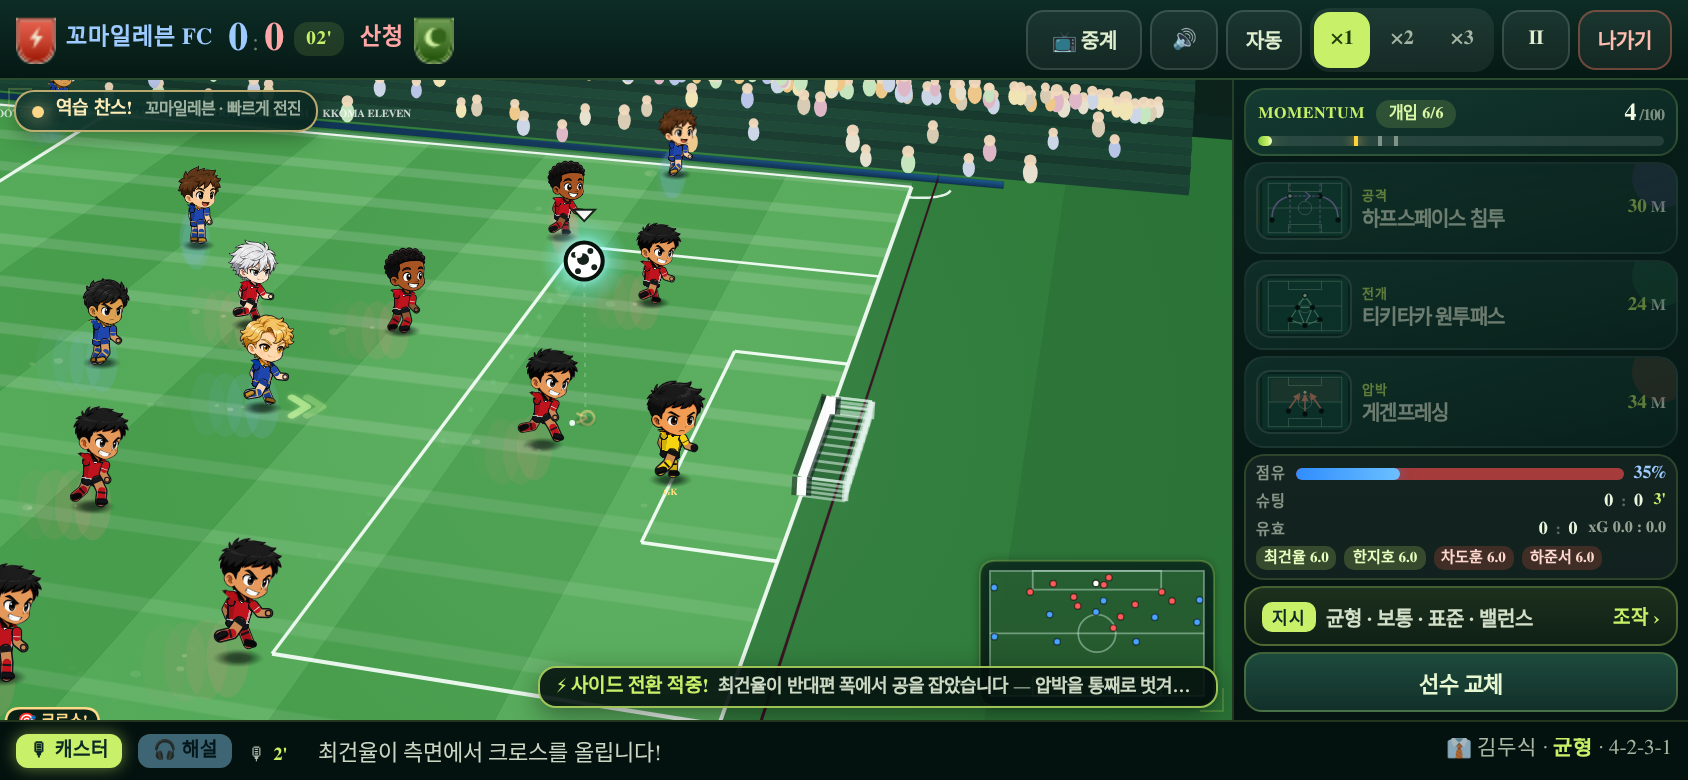 꼬마일레븐 FC 0 : 0 02' 산청
📺 중계 🔊 자동 ×1 ×2 ×3 II 나가기
역습 찬스! 꼬마일레븐 · 빠르게 전진
KKOMA ELEVEN
GK
⚡ 사이드 전환 적중! 최건율이 반대편 폭에서 공을 잡았습니다 — 압박을 통째로 벗겨…
MOMENTUM 개입 6/6 4 /100
공격
하프스페이스 침투 30 M
전개
티키타카 원투패스 24 M
압박
게겐프레싱 34 M
점유 35%
슈팅 0 : 0 3'
유효 0 : 0 xG 0.0 : 0.0
최건율 6.0 한지호 6.0 차도훈 6.0 하준서 6.0
지시 균형 · 보통 · 표준 · 밸런스 조작 ›
선수 교체
🎙 캐스터 🎧 해설 🎙 2' 최건율이 측면에서 크로스를 올립니다!
👔 김두식 · 균형 · 4-2-3-1